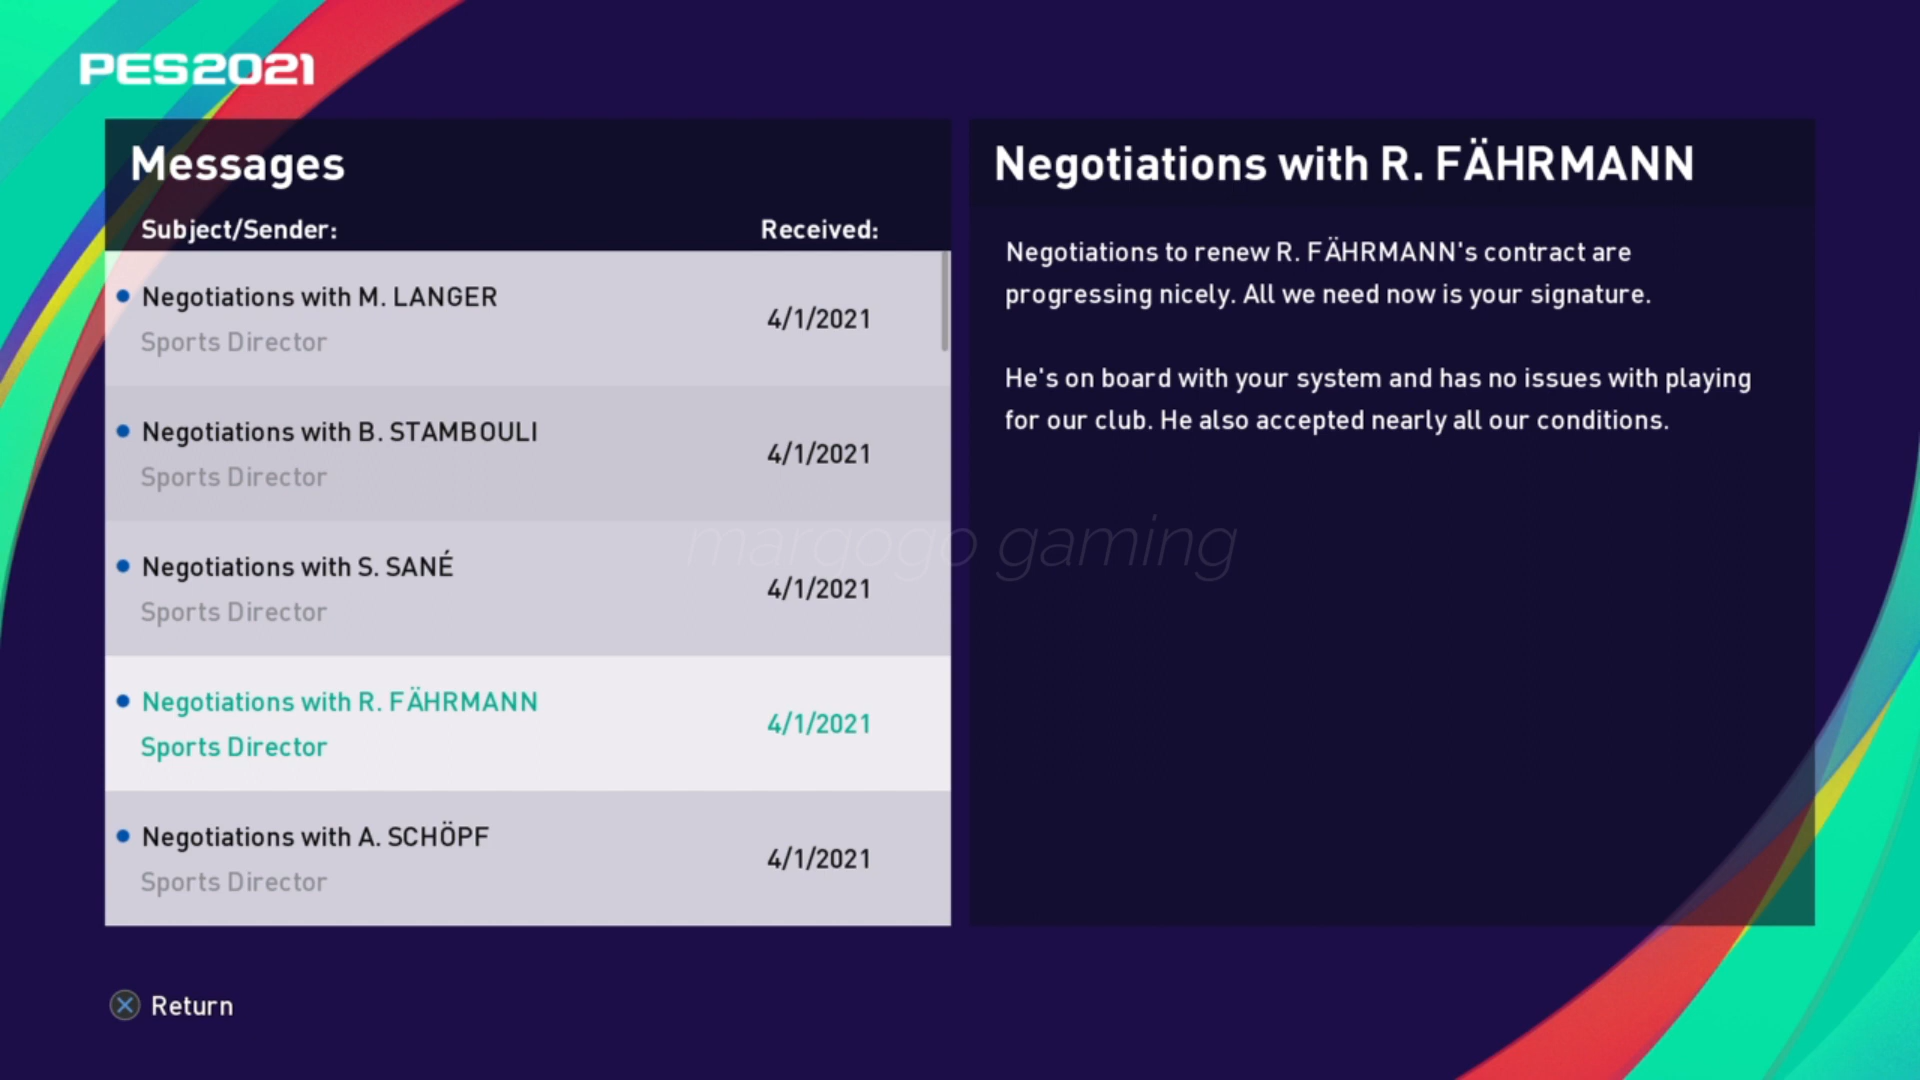 PES2021
Messages
Subject/Sender: Received:
Negotiations with M. LANGER
Sports Director
4/1/2021
Negotiations with B. STAMBOULI
Sports Director
4/1/2021
Negotiations with S. SANÉ
Sports Director
4/1/2021
Negotiations with R. FÄHRMANN
Sports Director
4/1/2021
Negotiations with A. SCHÖPF
Sports Director
4/1/2021
Negotiations with R. FÄHRMANN
Negotiations to renew R. FÄHRMANN's contract are
progressing nicely. All we need now is your signature.
He's on board with your system and has no issues with playing
for our club. He also accepted nearly all our conditions.
margogo gaming
Return